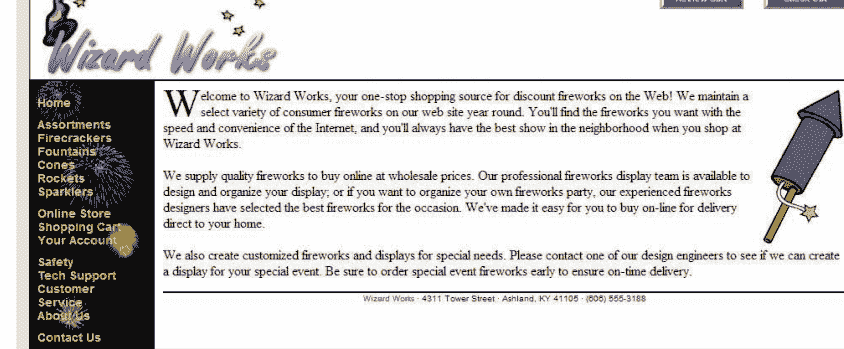 REVIEW CART
CHECK OUT
Wizard Works
Home
Assortments
Firecrackers
Fountains
Cones
Rockets
Sparklers
Online Store
Shopping Cart
Your Account
Safety
Tech Support
Customer
Service
About Us
Contact Us
Welcome to Wizard Works, your one-stop shopping source for discount fireworks on the Web! We maintain a
select variety of consumer fireworks on our web site year round. You'll find the fireworks you want with the
speed and convenience of the Internet, and you'll always have the best show in the neighborhood when you shop at
Wizard Works.
We supply quality fireworks to buy online at wholesale prices. Our professional fireworks display team is available to
design and organize your display; or if you want to organize your own fireworks party, our experienced fireworks
designers have selected the best fireworks for the occasion. We've made it easy for you to buy on-line for delivery
direct to your home.
We also create customized fireworks and displays for special needs. Please contact one of our design engineers to see if we can create
a display for your special event. Be sure to order special event fireworks early to ensure on-time delivery.
Wizard Works · 4311 Tower Street · Ashland, KY 41105 · (606) 555-3188